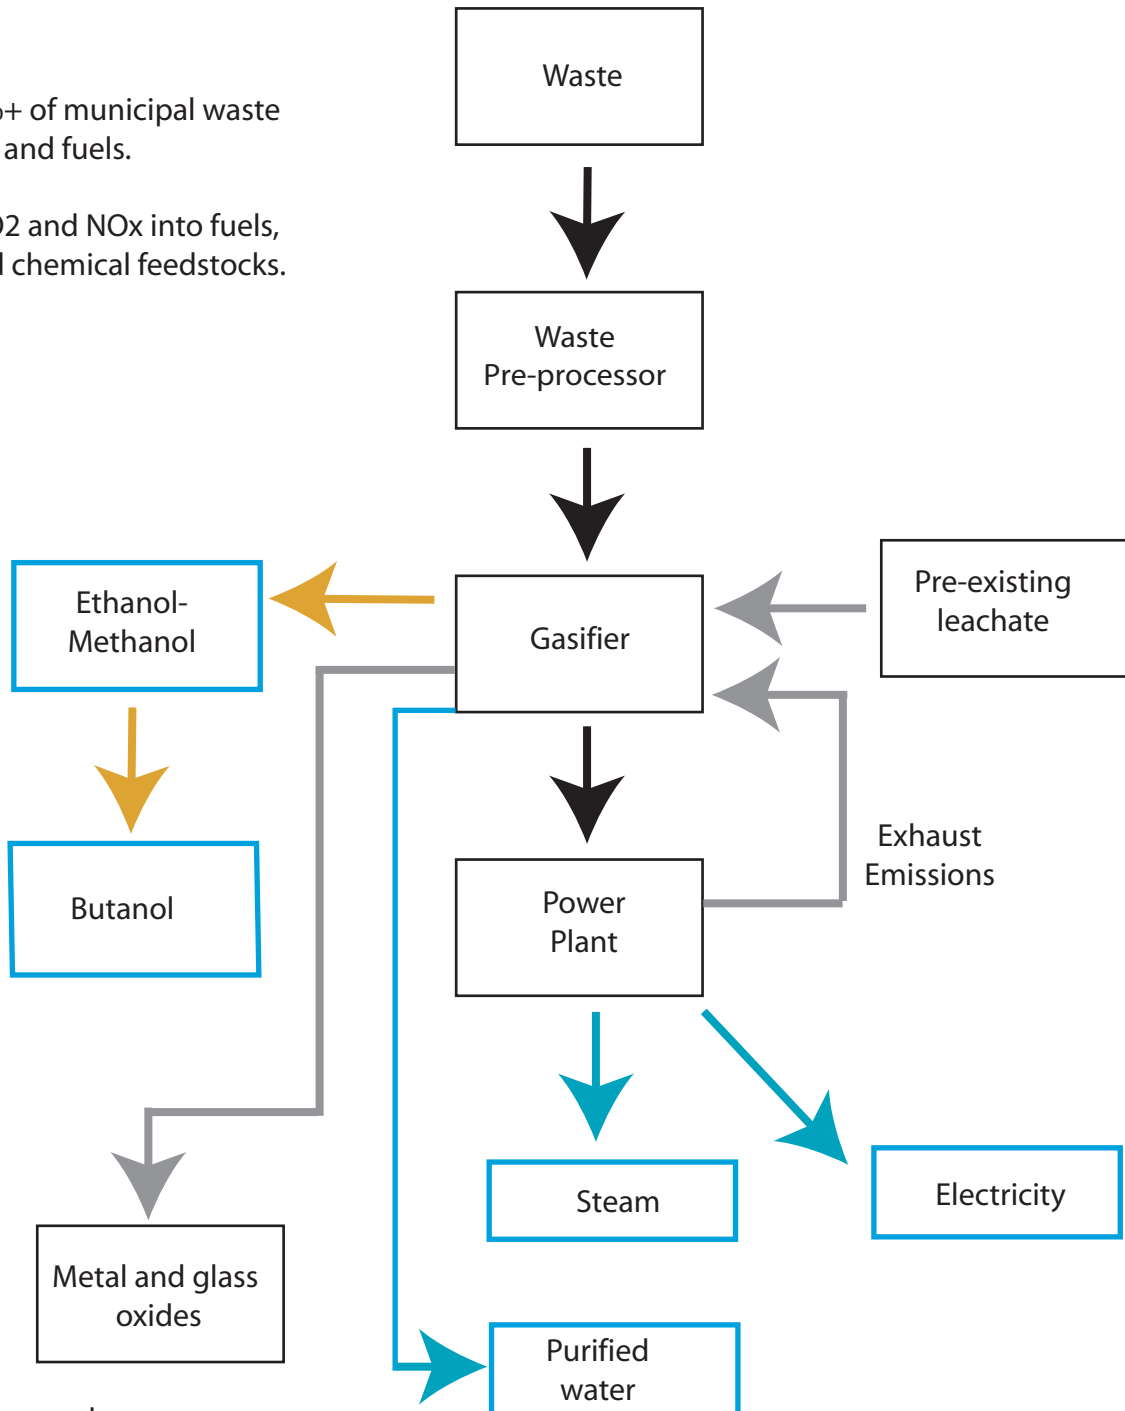 Waste
+ of municipal waste
and fuels.
2 and NOx into fuels,
chemical feedstocks.
Waste
Pre-processor
Ethanol-
Methanol
Gasifier
Pre-existing
leachate
Butanol
Power
Plant
Exhaust
Emissions
Steam
Electricity
Metal and glass
oxides
Purified
water